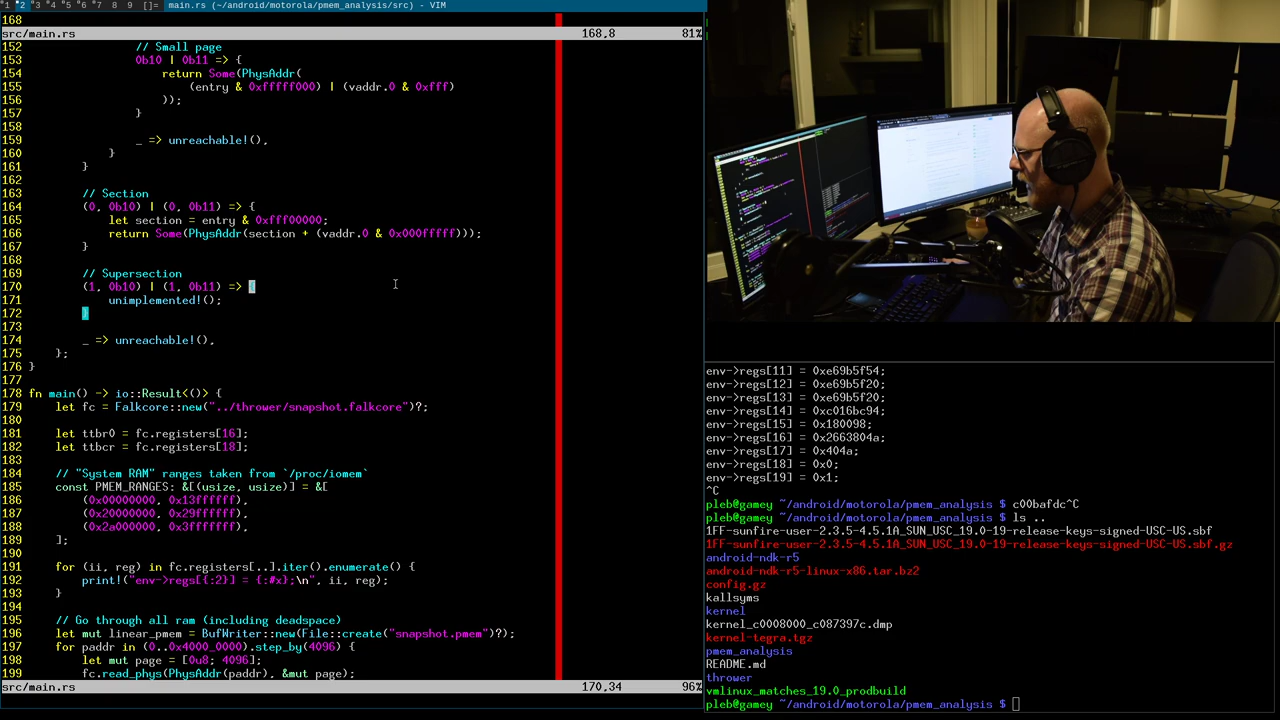 1 2 3 4 5 6 7 8 9 []= main.rs (~/android/motorola/pmem_analysis/src) - VIM
168
src/main.rs 168,8 81%
152 // Small page
153 0b10 | 0b11 => {
154 return Some(PhysAddr(
155 (entry & 0xfffff000) | (vaddr.0 & 0xfff)
156 ));
157 }
158
159 _ => unreachable!(),
160 }
161 }
162
163 // Section
164 (0, 0b10) | (0, 0b11) => {
165 let section = entry & 0xfff00000;
166 return Some(PhysAddr(section + (vaddr.0 & 0x000fffff)));
167 }
168
169 // Supersection
170 (1, 0b10) | (1, 0b11) => {
171 unimplemented!();
172 }
173
174 _ => unreachable!(),
175 };
176 }
177
178 fn main() -> io::Result<()> {
179 let fc = Falkcore::new("../thrower/snapshot.falkcore")?;
180
181 let ttbr0 = fc.registers[16];
182 let ttbcr = fc.registers[18];
183
184 // "System RAM" ranges taken from `/proc/iomem`
185 const PMEM_RANGES: &[(usize, usize)] = &[
186 (0x00000000, 0x13ffffff),
187 (0x20000000, 0x29ffffff),
188 (0x2a000000, 0x3fffffff),
189 ];
190
191 for (ii, reg) in fc.registers[..].iter().enumerate() {
192 print!("env->regs[{:2}] = {:#x};\n", ii, reg);
193 }
194
195 // Go through all ram (including deadspace)
196 let mut linear_pmem = BufWriter::new(File::create("snapshot.pmem")?);
197 for paddr in (0..0x4000_0000).step_by(4096) {
198 let mut page = [0u8; 4096];
199 fc.read_phys(PhysAddr(paddr), &mut page);
src/main.rs 170,34 96%
env->regs[11] = 0xe69b5f54;
env->regs[12] = 0xe69b5f20;
env->regs[13] = 0xe69b5f20;
env->regs[14] = 0xc016bc94;
env->regs[15] = 0x180098;
env->regs[16] = 0x2663804a;
env->regs[17] = 0x404a;
env->regs[18] = 0x0;
env->regs[19] = 0x1;
^C
pleb@gamey ~/android/motorola/pmem_analysis $ c00bafdc^C
pleb@gamey ~/android/motorola/pmem_analysis $ ls ..
1FF-sunfire-user-2.3.5-4.5.1A_SUN_USC_19.0-19-release-keys-signed-USC-US.sbf
1FF-sunfire-user-2.3.5-4.5.1A_SUN_USC_19.0-19-release-keys-signed-USC-US.sbf.gz
android-ndk-r5
android-ndk-r5-linux-x86.tar.bz2
config.gz
kallsyms
kernel
kernel_c0008000_c087397c.dmp
kernel-tegra.tgz
pmem_analysis
README.md
thrower
vmlinux_matches_19.0_prodbuild
pleb@gamey ~/android/motorola/pmem_analysis $